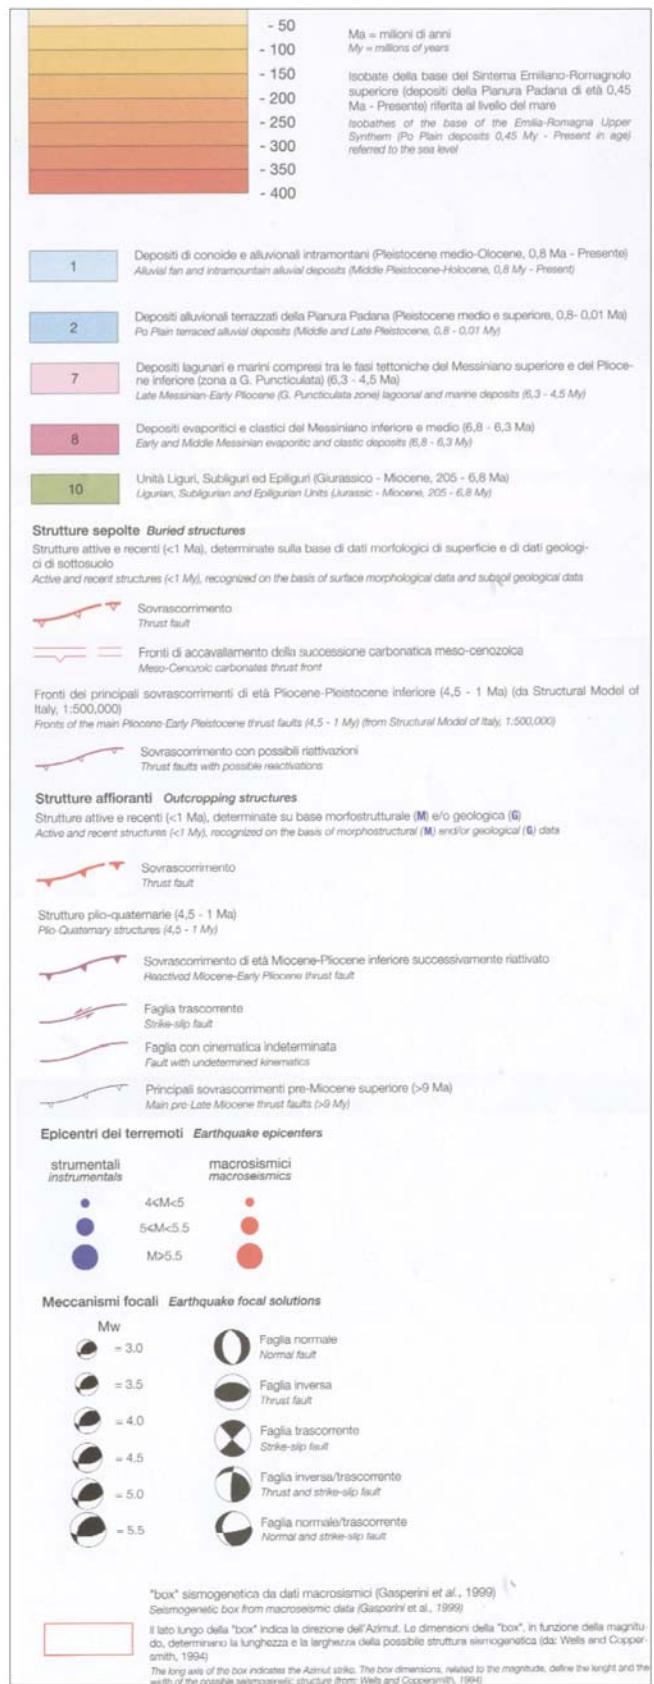 - 50
- 100
- 150
- 200
- 250
- 300
- 350
- 400
Ma = milioni di anni
My = millions of years
Isobate della base del Sintema Emiliano-Romagnolo
superiore (depositi della Pianura Padana di età 0,45
Ma - Presente) riferita al livello del mare
Isobathes of the base of the Emilia-Romagna Upper
Synthem (Po Plain deposits 0,45 My - Present in age)
referred to the sea level
1
Depositi di conoide e alluvionali intramontani (Pleistocene medio-Olocene, 0,8 Ma - Presente)
Alluvial fan and intramountain alluvial deposits (Middle Pleistocene-Holocene, 0,8 My - Present)
2
Depositi alluvionali terrazzati della Pianura Padana (Pleistocene medio e superiore, 0,8- 0,01 Ma)
Po Plain terraced alluvial deposits (Middle and Late Pleistocene, 0,8 - 0,01 My)
7
Depositi lagunari e marini compresi tra le fasi tettoniche del Messiniano superiore e del Plioce-
ne inferiore (zona a G. Puncticulata) (6,3 - 4,5 Ma)
Late Messinian-Early Pliocene (G. Puncticulata zone) lagoonal and marine deposits (6,3 - 4,5 My)
8
Depositi evaporitici e clastici del Messiniano inferiore e medio (6,8 - 6,3 Ma)
Early and Middle Messinian evaporitic and clastic deposits (6,8 - 6,3 My)
10
Unità Liguri, Subliguri ed Epiliguri (Giurassico - Miocene, 205 - 6,8 Ma)
Ligurian, Subligurian and Epiligurian Units (Jurassic - Miocene, 205 - 6,8 My)
Strutture sepolte Buried structures
Strutture attive e recenti (<1 Ma), determinate sulla base di dati morfologici di superficie e di dati geologi-
ci di sottosuolo
Active and recent structures (<1 My), recognized on the basis of surface morphological data and subsoil geological data
Sovrascorrimento
Thrust fault
Fronti di accavallamento della successione carbonatica meso-cenozoica
Meso-Cenozoic carbonates thrust front
Fronti dei principali sovrascorrimenti di età Pliocene-Pleistocene inferiore (4,5 - 1 Ma) (da Structural Model of
Italy, 1:500,000)
Fronts of the main Pliocene-Early Pleistocene thrust faults (4,5 - 1 My) (from Structural Model of Italy, 1:500,000)
Sovrascorrimento con possibili riattivazioni
Thrust faults with possible reactivations
Strutture affioranti Outcropping structures
Strutture attive e recenti (<1 Ma), determinate su base morfostrutturale (M) e/o geologica (G)
Active and recent structures (<1 My), recognized on the basis of morphostructural (M) end/or geological (G) data
Sovrascorrimento
Thrust fault
Strutture plio-quaternarie (4,5 - 1 Ma)
Plio-Quaternary structures (4,5 - 1 My)
Sovrascorrimento di età Miocene-Pliocene inferiore successivamente riattivato
Reactived Miocene-Early Pliocene thrust fault
Faglia trascorrente
Strike-slip fault
Faglia con cinematica indeterminata
Fault with undetermined kinematics
Principali sovrascorrimenti pre-Miocene superiore (>9 Ma)
Main pre-Late Miocene thrust faults (>9 My)
Epicentri dei terremoti Earthquake epicenters
strumentali macrosismici
instrumentals macroseismics
4<M<5
5<M<5.5
M>5.5
Meccanismi focali Earthquake focal solutions
Mw
= 3.0
= 3.5
= 4.0
= 4.5
= 5.0
= 5.5
Faglia normale
Normal fault
Faglia inversa
Thrust fault
Faglia trascorrente
Strike-slip fault
Faglia inversa/trascorrente
Thrust and strike-slip fault
Faglia normale/trascorrente
Normal and strike-slip fault
"box" sismogenetica da dati macrosismici (Gasperini et al., 1999)
Seismogenetic box from macroseismic data (Gasperini et al., 1999)
Il lato lungo della "box" indica la direzione dell'Azimut. Le dimensioni della "box", in funzione della magnitu-
do, determinano la lunghezza e la larghezza della possibile struttura sismogenetica (da: Wells and Copper-
smith, 1994)
The long axis of the box indicates the Azimut strike. The box dimensions, related to the magnitude, define the lenght and the
width of the possible seismogenetic structure (from: Wells and Coppersmith, 1994)